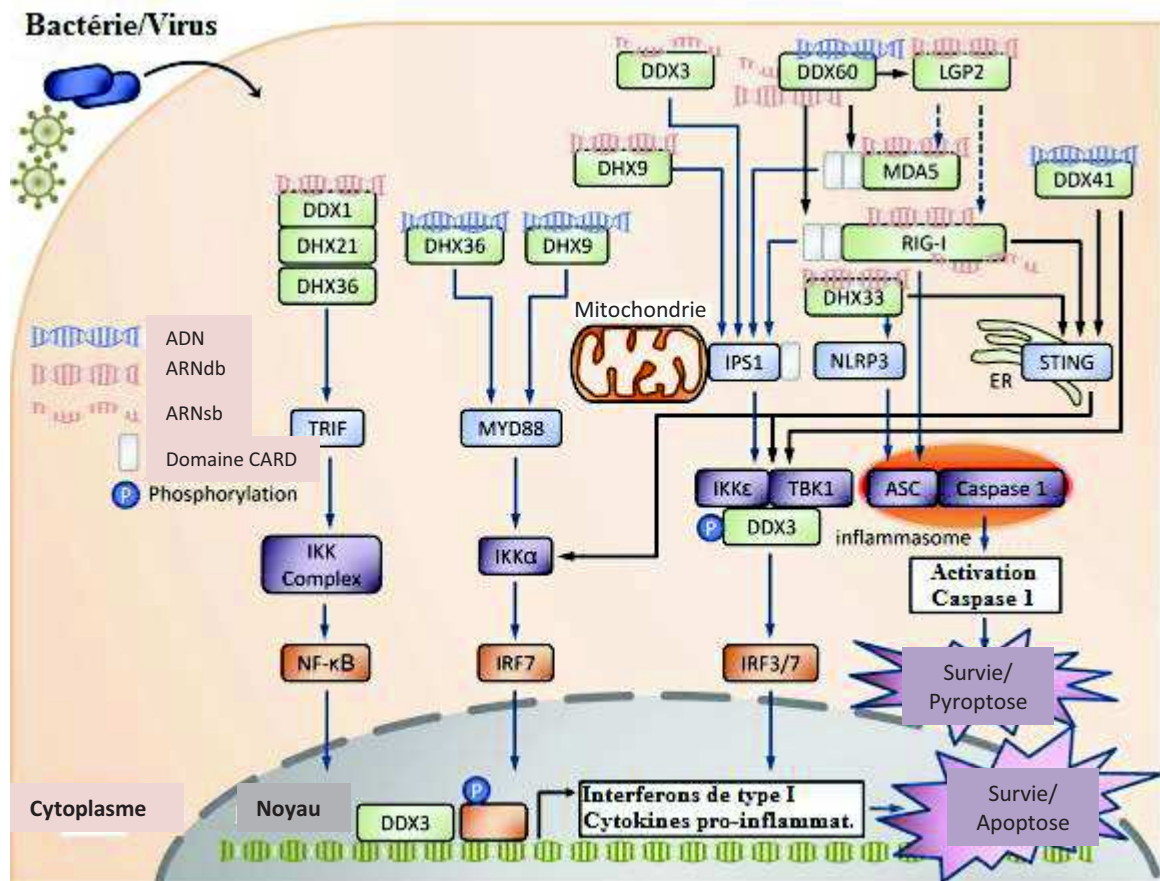 Bactérie/Virus
DDX3
DDX60
LGP2
DHX9
MDA5
DDX41
DDX1
DHX21
DHX36
DHX36
DHX9
RIG-I
DHX33
Mitochondrie
IPS1
NLRP3
ER
STING
ADN
ARNdb
ARNsb
Domaine CARD
P Phosphorylation
TRIF
MYD88
IKKε
TBK1
ASC
Caspase 1
P
DDX3
inflammasome
IKK
Complex
IKKα
Activation
Caspase 1
NF-κB
IRF7
IRF3/7
Survie/
Pyroptose
Cytoplasme
Noyau
DDX3
P
Interferons de type I
Cytokines pro-inflammat.
Survie/
Apoptose